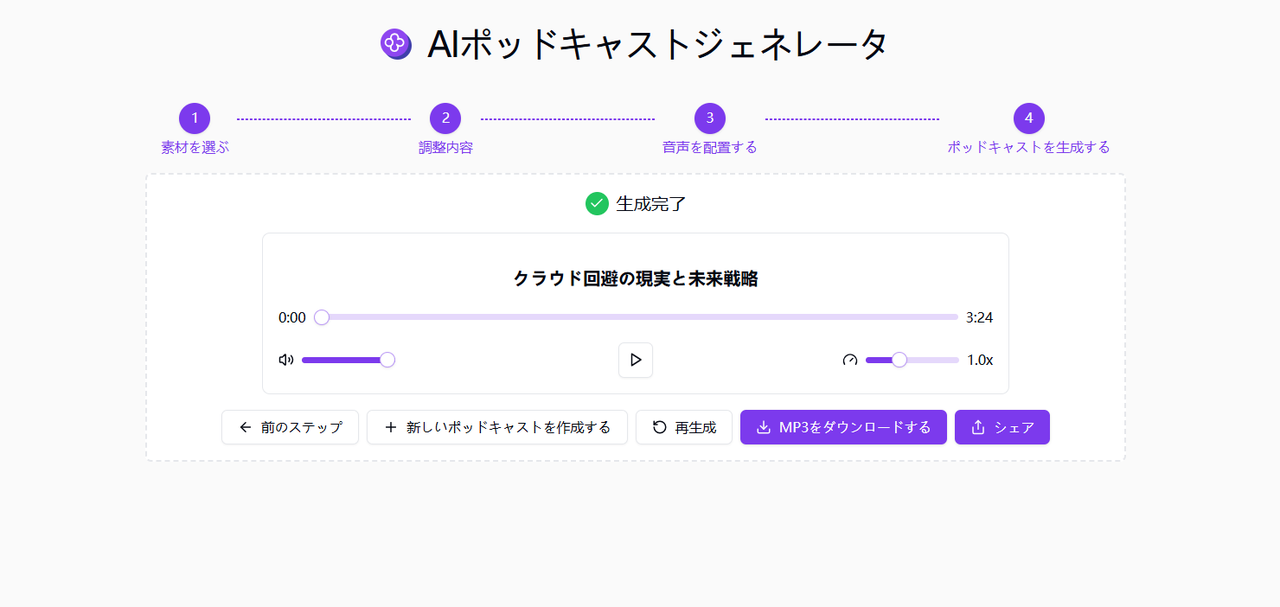 AIポッドキャストジェネレータ
1
2
3
4
素材を選ぶ
調整内容
音声を配置する
ポッドキャストを生成する
生成完了
クラウド回避の現実と未来戦略
0:00
3:24
1.0x
前のステップ
新しいポッドキャストを作成する
再生成
MP3をダウンロードする
シェア